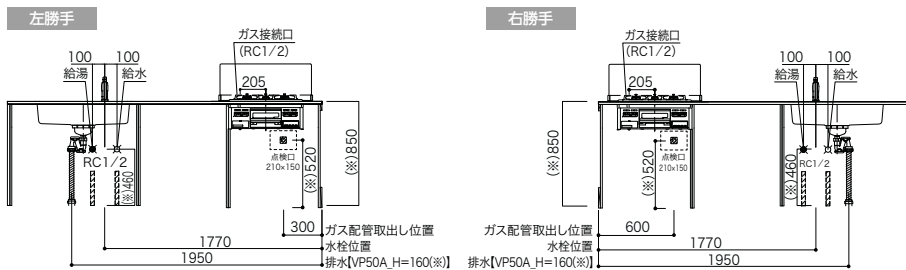 左勝手
100 100
給湯 給水
ガス接続口
(RC1/2)
205
RC1/2
(※)460
点検口
210×150
(※)520
(※)850
300
ガス配管取出し位置
1770
水栓位置
1950
排水【VP50A_H=160(※)】
右勝手
ガス接続口
(RC1/2)
205
100 100
給湯 給水
(※)850
点検口
210×150
(※)520
RC1/2
(※)460
ガス配管取出し位置
600
水栓位置
1770
排水【VP50A_H=160(※)】
1950